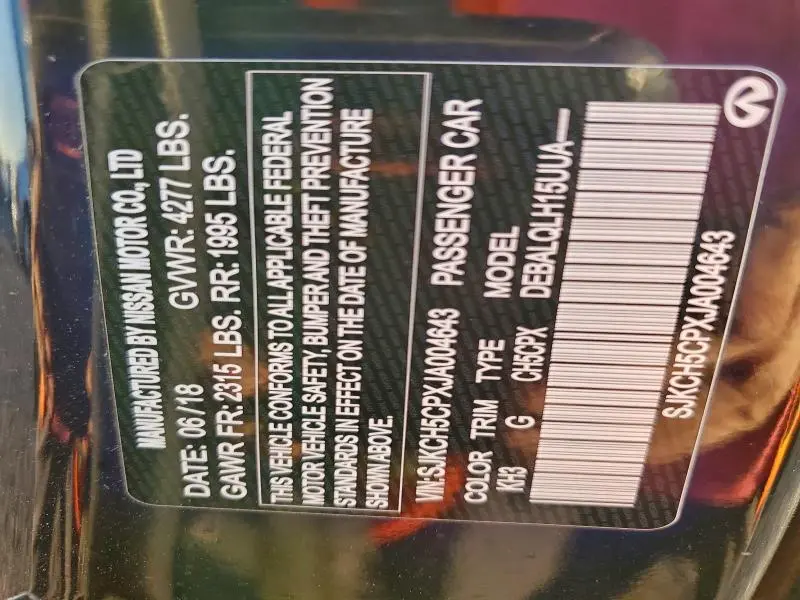 MANUFACTURED BY NISSAN MOTOR CO., LTD
DATE: 06 / 18 GVWR: 4277 LBS.
GAWR FR: 2315 LBS. RR: 1995 LBS.
THIS VEHICLE CONFORMS TO ALL APPLICABLE FEDERAL
MOTOR VEHICLE SAFETY, BUMPER AND THEFT PREVENTION
STANDARDS IN EFFECT ON THE DATE OF MANUFACTURE
SHOWN ABOVE.
VIN: SJKCH5CPXJA004643 PASSENGER CAR
COLOR TRIM TYPE MODEL
KH3 G CH5CPX DEBALQLH15UUA—
SJKCH5CPXJA004643